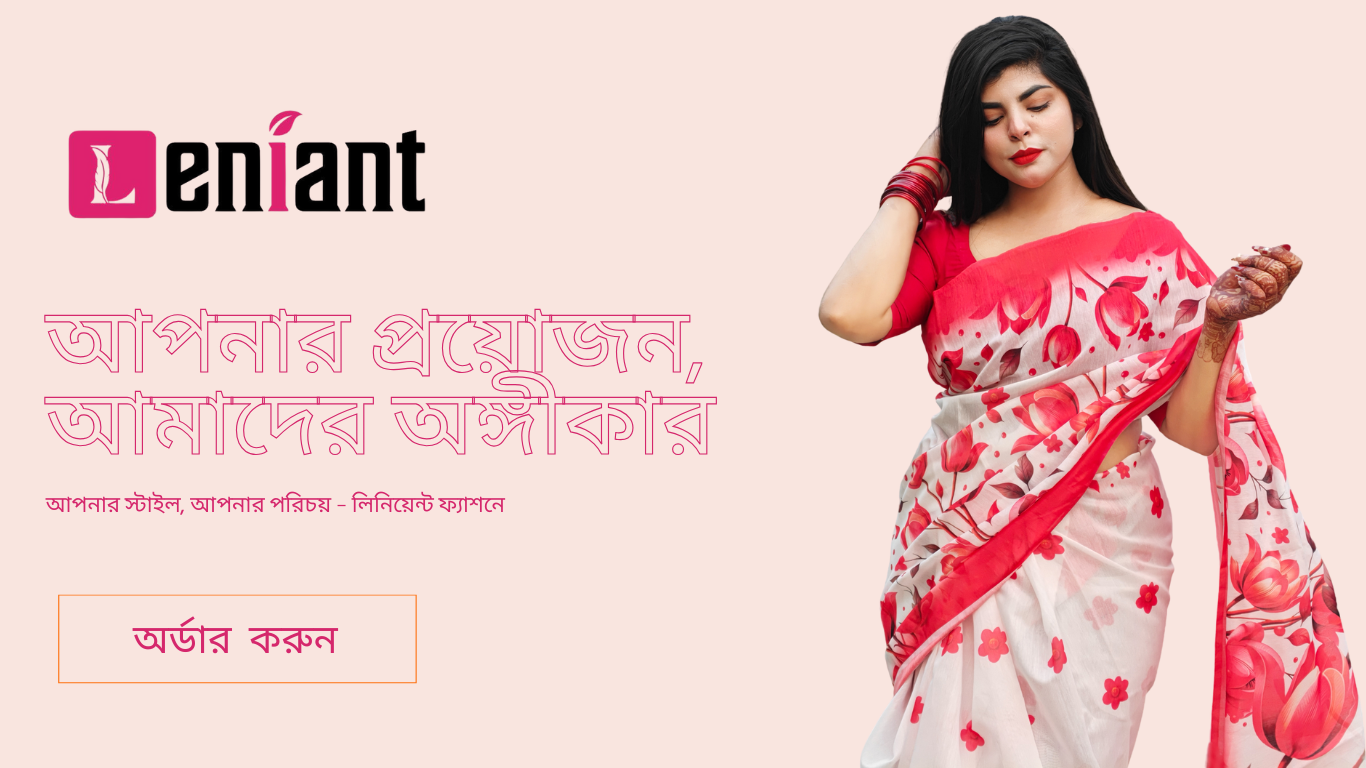 Leniant
আপনার প্রয়োজন,
আমাদের অঙ্গীকার
আপনার স্টাইল, আপনার পরিচয় – লিনিয়েন্ট ফ্যাশনে
অর্ডার করুন